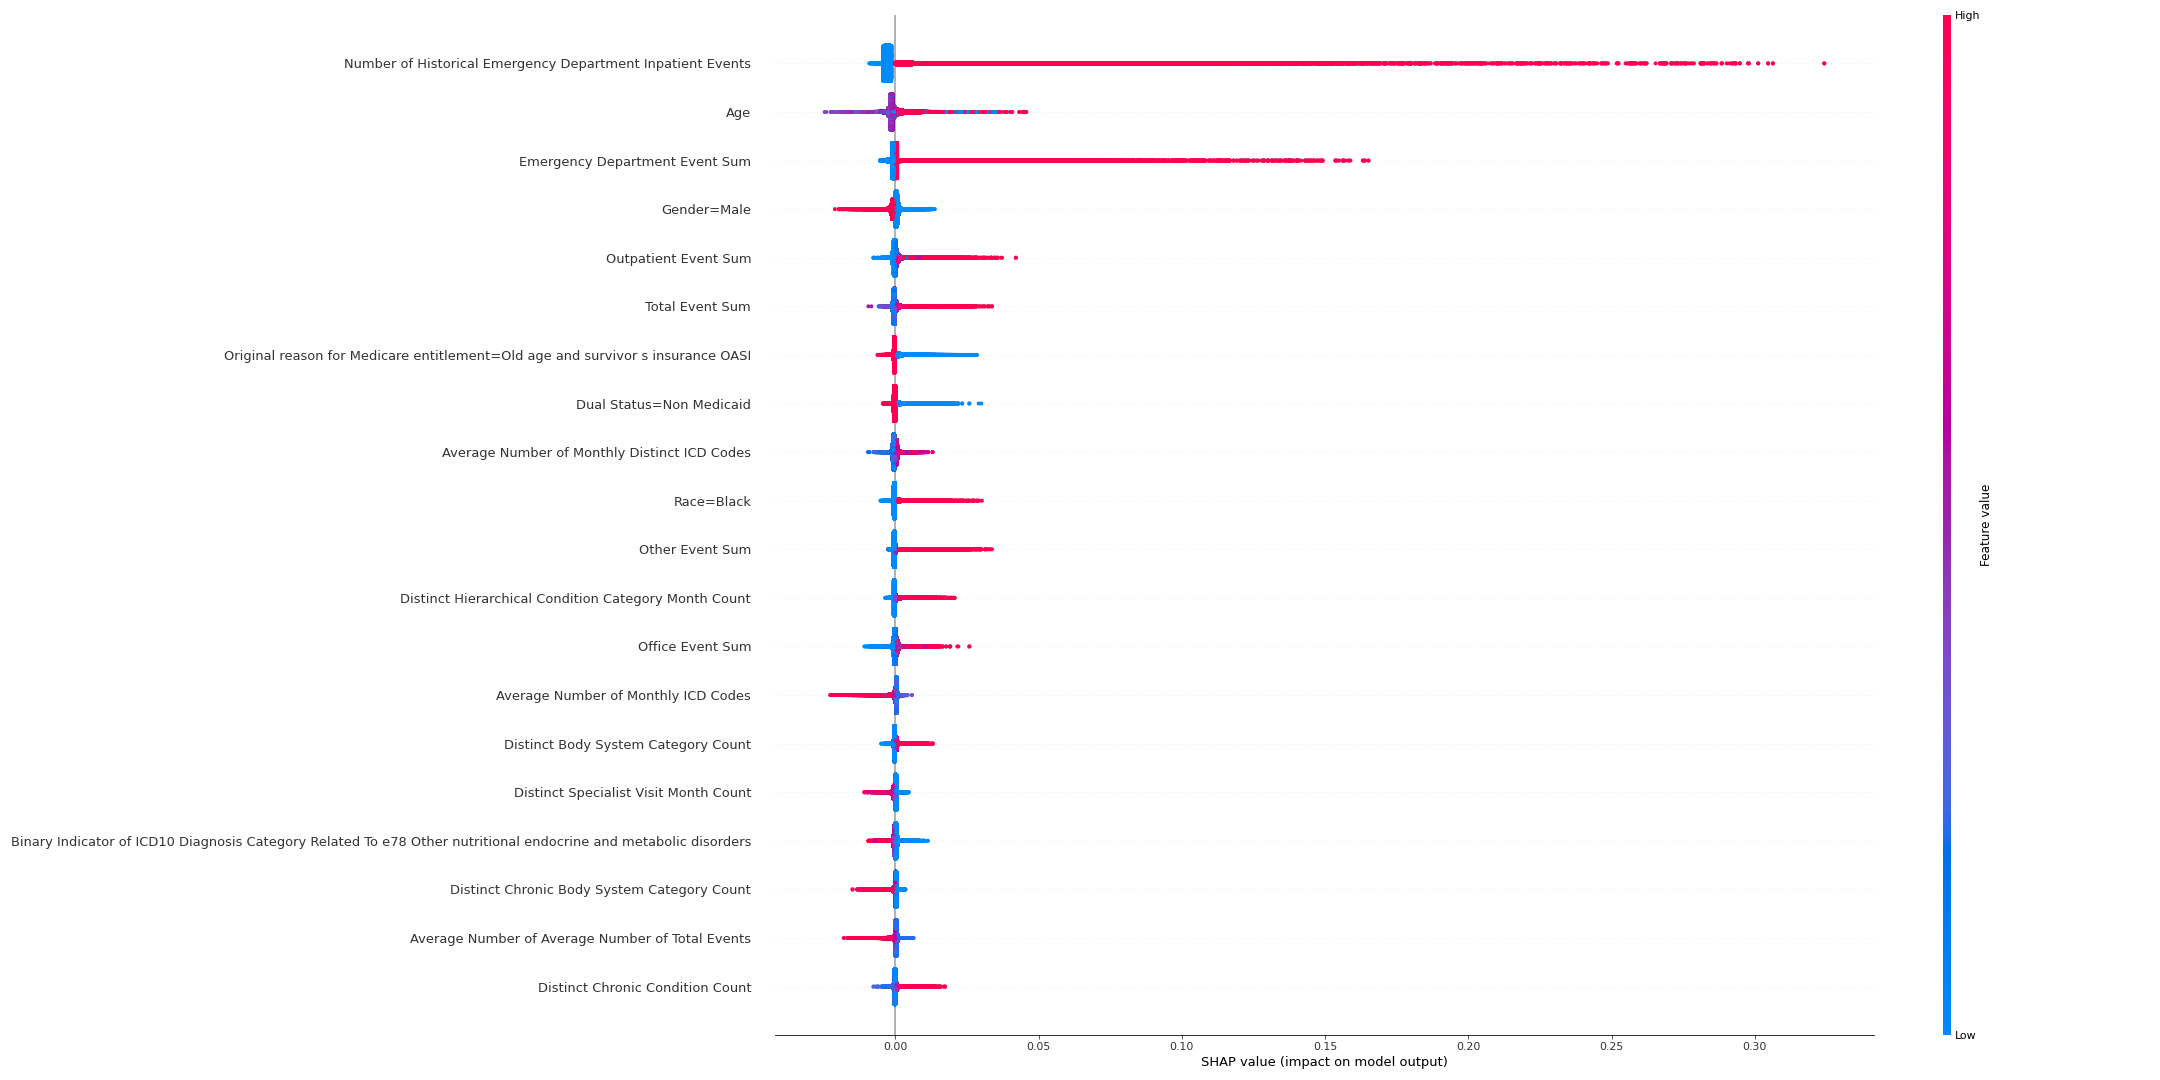 High
Number of Historical Emergency Department Inpatient Events
Age
Emergency Department Event Sum
Gender=Male
Outpatient Event Sum
Total Event Sum
Original reason for Medicare entitlement=Old age and survivor s insurance OASI
Dual Status=Non Medicaid
Average Number of Monthly Distinct ICD Codes
Race=Black
Feature value
Other Event Sum
Distinct Hierarchical Condition Category Month Count
Office Event Sum
Average Number of Monthly ICD Codes
Distinct Body System Category Count
Distinct Specialist Visit Month Count
Binary Indicator of ICD10 Diagnosis Category Related To e78 Other nutritional endocrine and metabolic disorders
Distinct Chronic Body System Category Count
Average Number of Average Number of Total Events
Distinct Chronic Condition Count
Low
0.00 0.05 0.10 0.15 0.20 0.25 0.30
SHAP value (impact on model output)